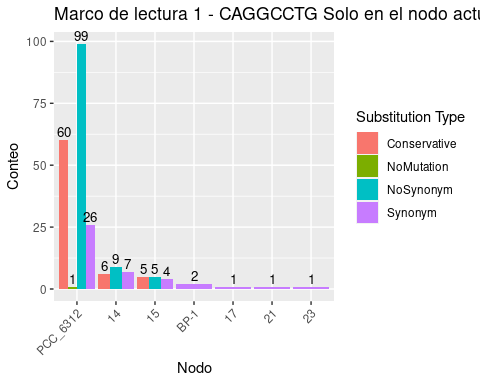 Marco de lectura 1 - CAGGCCTG Solo en el nodo actu
100
75
50
25
0
Conteo
60
1
99
26
6
9
7
5
5
4
2
1
1
1
PCC_6312
14
15
BP-1
17
21
23
Nodo
Substitution Type
Conservative
NoMutation
NoSynonym
Synonym